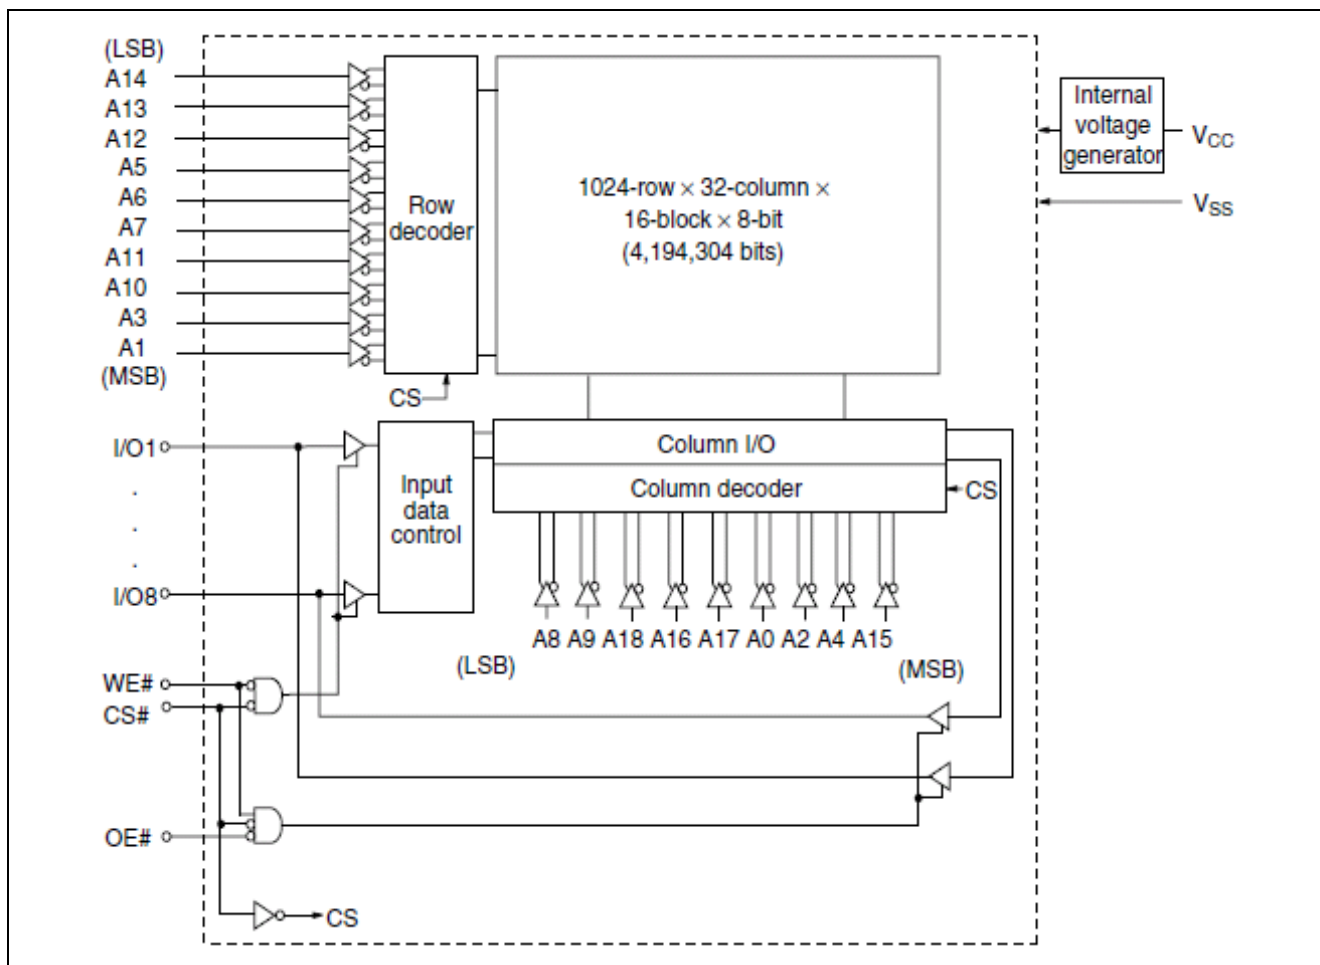 (LSB)
A14
A13
A12
A5
A6
A7
A11
A10
A3
A1
(MSB)
Row
decoder
CS
1024-row × 32-column ×
16-block × 8-bit
(4,194,304 bits)
Internal
voltage
generator
VCC
VSS
I/O1
.
.
.
I/O8
Input
data
control
Column I/O
Column decoder
CS
A8 A9 A18 A16 A17 A0 A2 A4 A15
(LSB) (MSB)
WE#
CS#
OE#
CS